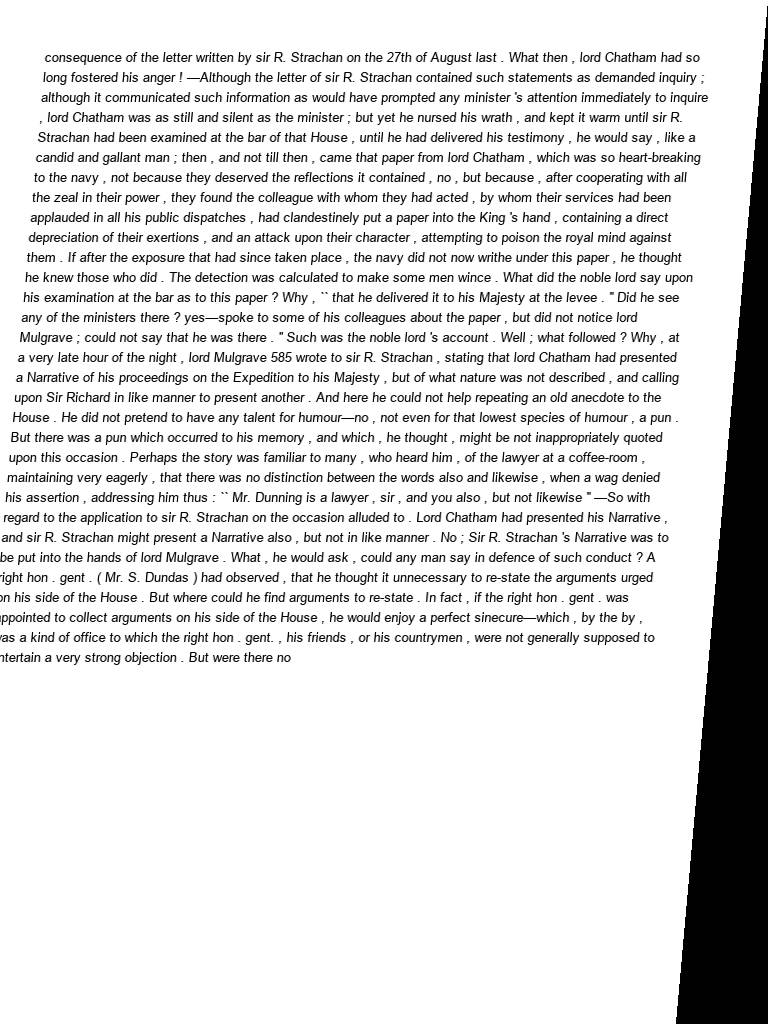 consequence of the letter written by sir R. Strachan on the 27th of August last . What then , lord Chatham had so
long fostered his anger ! —Although the letter of sir R. Strachan contained such statements as demanded inquiry ;
although it communicated such information as would have prompted any minister 's attention immediately to inquire
, lord Chatham was as still and silent as the minister ; but yet he nursed his wrath , and kept it warm until sir R.
Strachan had been examined at the bar of that House , until he had delivered his testimony , he would say , like a
candid and gallant man ; then , and not till then , came that paper from lord Chatham , which was so heart-breaking
to the navy , not because they deserved the reflections it contained , no , but because , after cooperating with all
the zeal in their power , they found the colleague with whom they had acted , by whom their services had been
applauded in all his public dispatches , had clandestinely put a paper into the King 's hand , containing a direct
depreciation of their exertions , and an attack upon their character , attempting to poison the royal mind against
them . If after the exposure that had since taken place , the navy did not now writhe under this paper , he thought
he knew those who did . The detection was calculated to make some men wince . What did the noble lord say upon
his examination at the bar as to this paper ? Why , `` that he delivered it to his Majesty at the levee . " Did he see
any of the ministers there ? yes—spoke to some of his colleagues about the paper , but did not notice lord
Mulgrave ; could not say that he was there . " Such was the noble lord 's account . Well ; what followed ? Why , at
a very late hour of the night , lord Mulgrave 585 wrote to sir R. Strachan , stating that lord Chatham had presented
a Narrative of his proceedings on the Expedition to his Majesty , but of what nature was not described , and calling
upon Sir Richard in like manner to present another . And here he could not help repeating an old anecdote to the
House . He did not pretend to have any talent for humour—no , not even for that lowest species of humour , a pun .
But there was a pun which occurred to his memory , and which , he thought , might be not inappropriately quoted
upon this occasion . Perhaps the story was familiar to many , who heard him , of the lawyer at a coffee-room ,
maintaining very eagerly , that there was no distinction between the words also and likewise , when a wag denied
his assertion , addressing him thus : `` Mr. Dunning is a lawyer , sir , and you also , but not likewise " —So with
regard to the application to sir R. Strachan on the occasion alluded to . Lord Chatham had presented his Narrative ,
and sir R. Strachan might present a Narrative also , but not in like manner . No ; Sir R. Strachan 's Narrative was to
be put into the hands of lord Mulgrave . What , he would ask , could any man say in defence of such conduct ? A
right hon . gent . ( Mr. S. Dundas ) had observed , that he thought it unnecessary to re-state the arguments urged
on his side of the House . But where could he find arguments to re-state . In fact , if the right hon . gent . was
appointed to collect arguments on his side of the House , he would enjoy a perfect sinecure—which , by the by ,
was a kind of office to which the right hon . gent. , his friends , or his countrymen , were not generally supposed to
entertain a very strong objection . But were there no